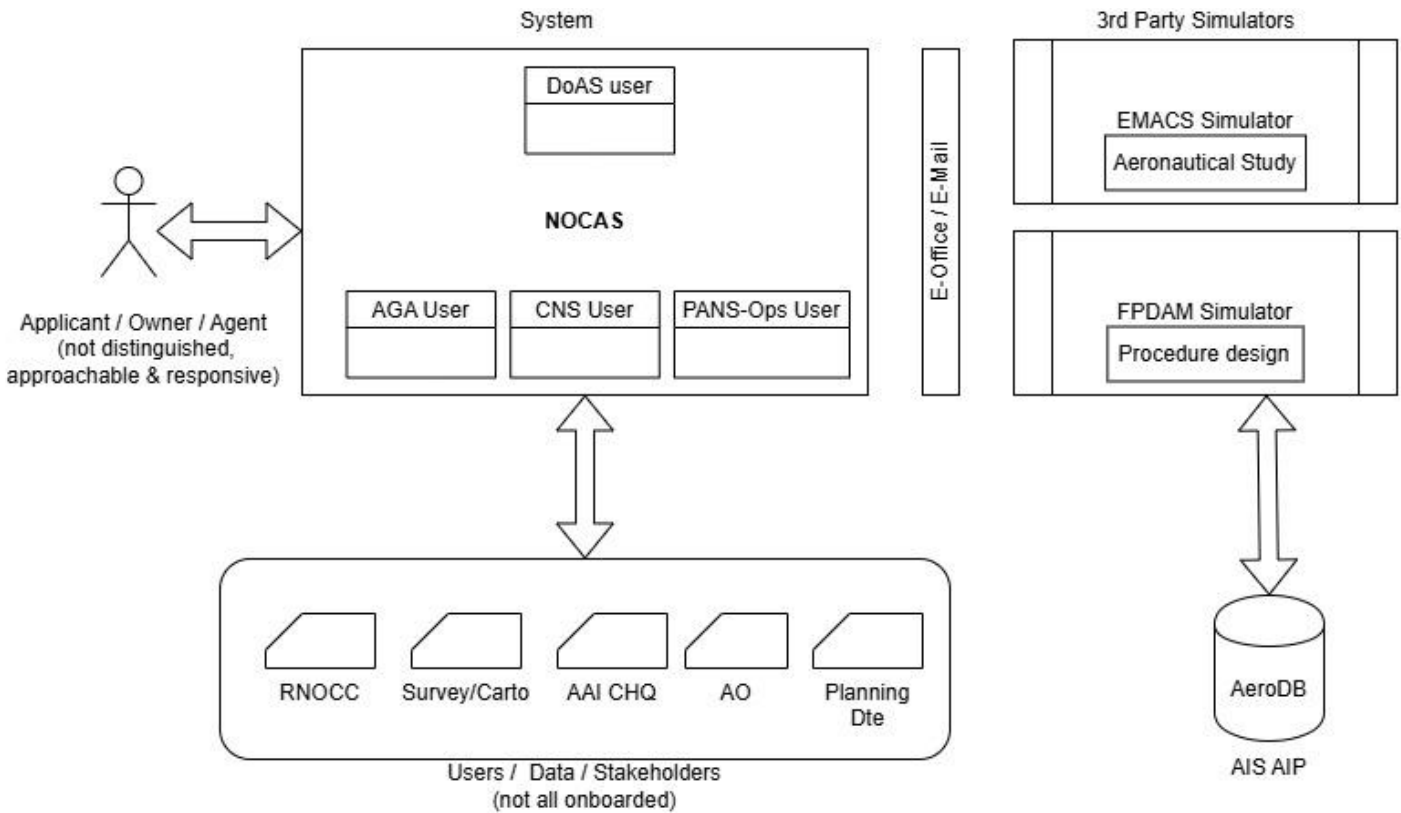 System
3rd Party Simulators
DoAS user
NOCAS
AGA User
CNS User
PANS-Ops User
E-Office / E-Mail
EMACS Simulator
Aeronautical Study
FPDAM Simulator
Procedure design
Applicant / Owner / Agent
(not distinguished,
approachable & responsive)
RNOCC
Survey/Carto
AAI CHQ
AO
Planning
Dte
Users /  Data / Stakeholders
(not all onboarded)
AeroDB
AIS AIP